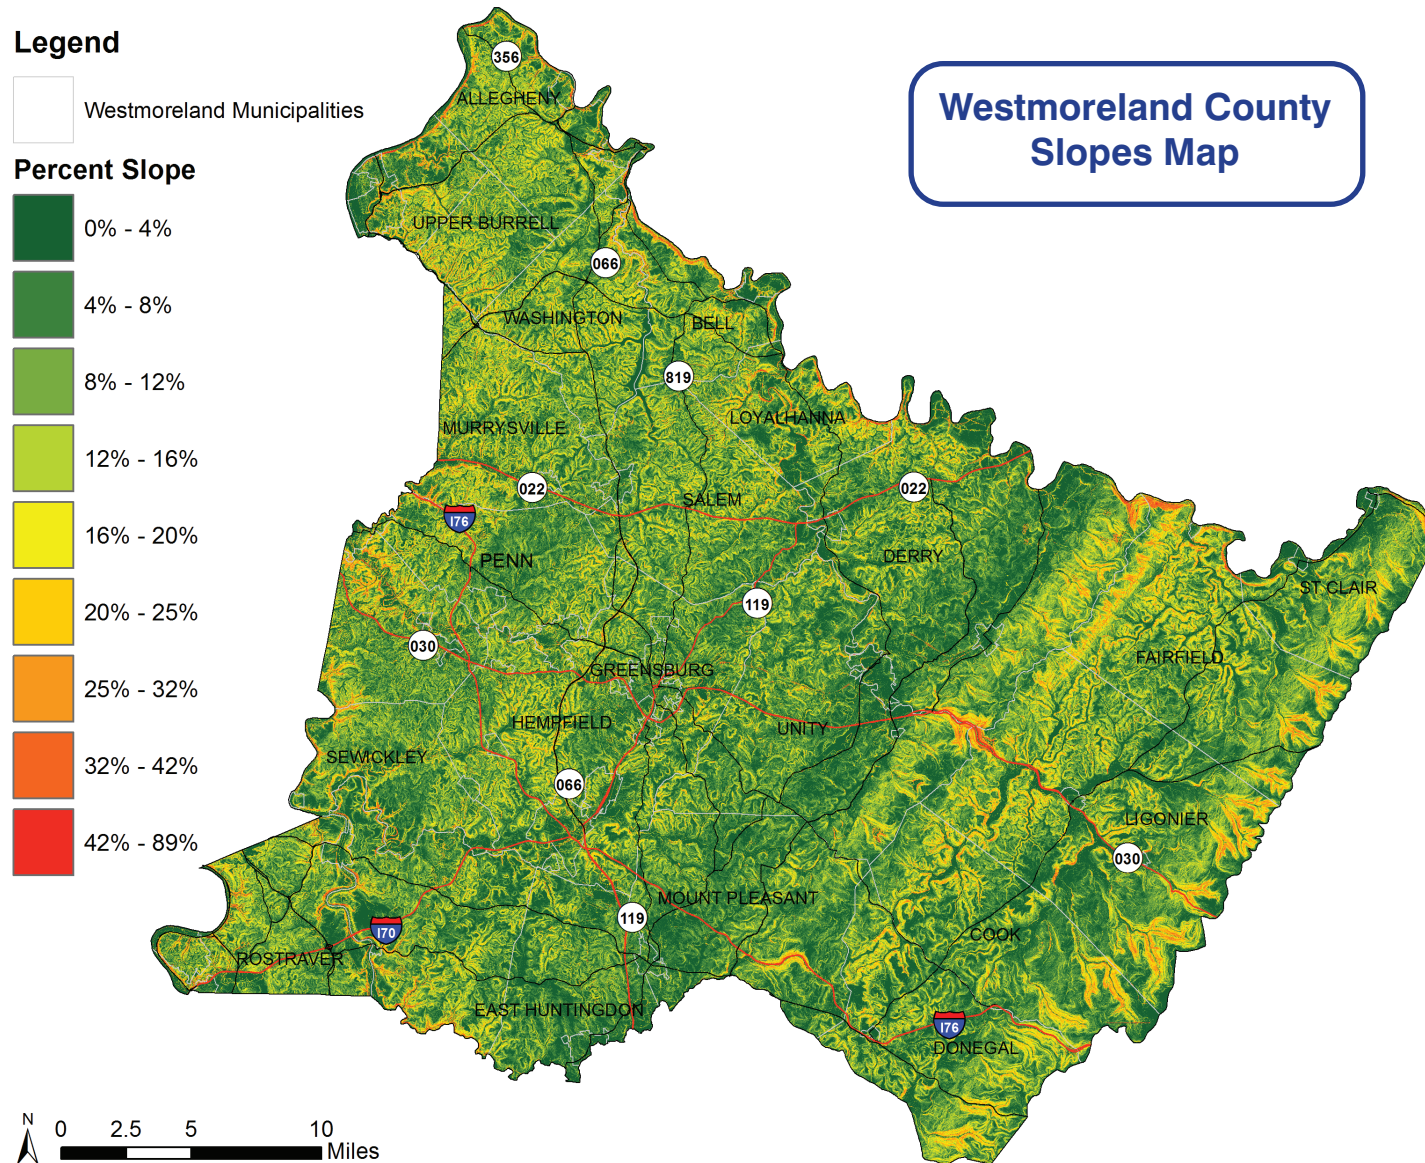 Legend
Westmoreland Municipalities
Percent Slope
0% - 4%
4% - 8%
8% - 12%
12% - 16%
16% - 20%
20% - 25%
25% - 32%
32% - 42%
42% - 89%
Westmoreland County
Slopes Map
356
ALLEGHENY
UPPER BURRELL
066
WASHINGTON
BELL
819
LOYALHANNA
MURRYSVILLE
022
022
SALEM
I76
PENN
DERRY
ST CLAIR
119
030
FAIRFIELD
GREENSBURG
HEMPFIELD
UNITY
SEWICKLEY
066
LIGONIER
030
MOUNT PLEASANT
119
I70
COOK
ROSTRAVER
EAST HUNTINGDON
I76
DONEGAL
N
0 2.5 5 10
Miles